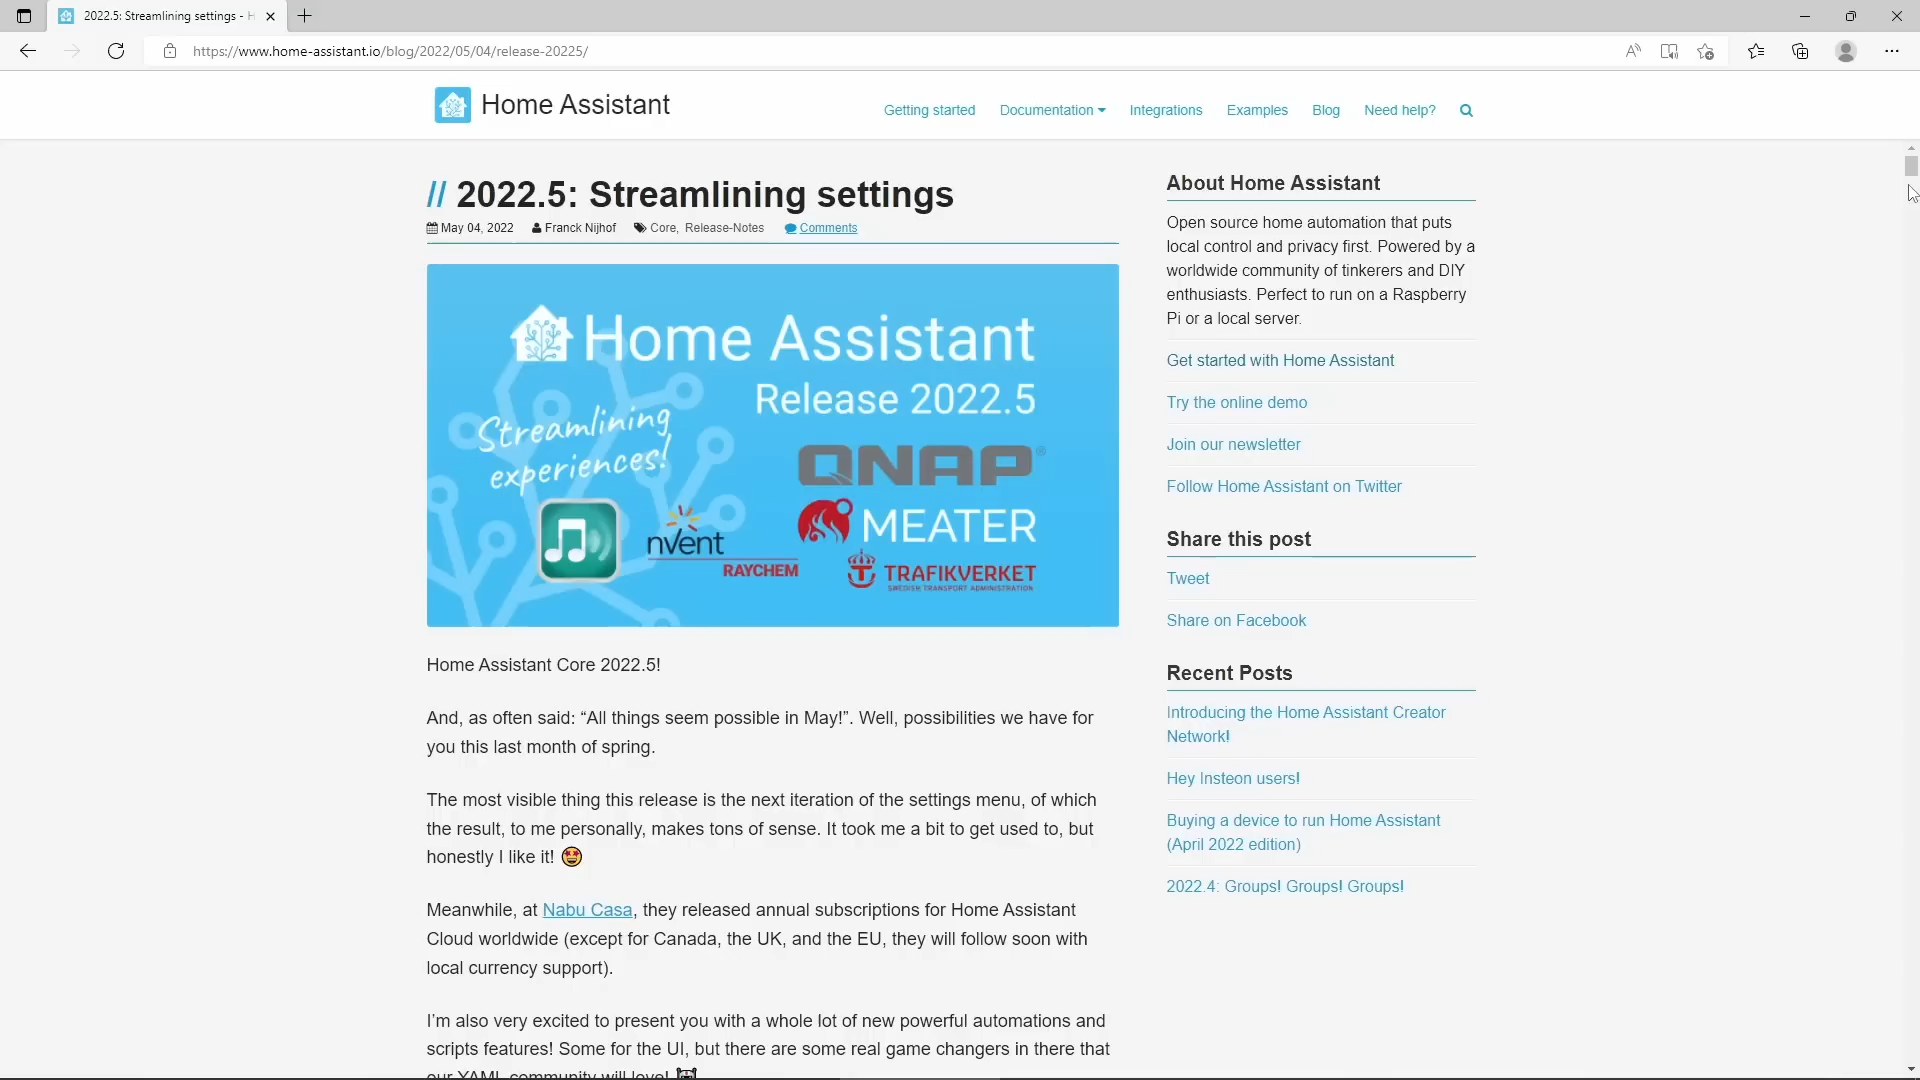 2022.5: Streamlining settings - H
https://www.home-assistant.io/blog/2022/05/04/release-20225/
Home Assistant
Getting started
Documentation
Integrations
Examples
Blog
Need help?
// 2022.5: Streamlining settings
May 04, 2022 Franck Nijhof Core, Release-Notes Comments
Home Assistant
Release 2022.5
Streamlining
experiences!
QNAP®
MEATER
nVent
RAYCHEM
TRAFIKVERKET
SWEDISH TRANSPORT ADMINISTRATION
Home Assistant Core 2022.5!
And, as often said: “All things seem possible in May!”. Well, possibilities we have for
you this last month of spring.
The most visible thing this release is the next iteration of the settings menu, of which
the result, to me personally, makes tons of sense. It took me a bit to get used to, but
honestly I like it! 🤩
Meanwhile, at Nabu Casa, they released annual subscriptions for Home Assistant
Cloud worldwide (except for Canada, the UK, and the EU, they will follow soon with
local currency support).
I’m also very excited to present you with a whole lot of new powerful automations and
scripts features! Some for the UI, but there are some real game changers in there that
our YAML community will love!
About Home Assistant
Open source home automation that puts
local control and privacy first. Powered by a
worldwide community of tinkerers and DIY
enthusiasts. Perfect to run on a Raspberry
Pi or a local server.
Get started with Home Assistant
Try the online demo
Join our newsletter
Follow Home Assistant on Twitter
Share this post
Tweet
Share on Facebook
Recent Posts
Introducing the Home Assistant Creator
Network!
Hey Insteon users!
Buying a device to run Home Assistant
(April 2022 edition)
2022.4: Groups! Groups! Groups!